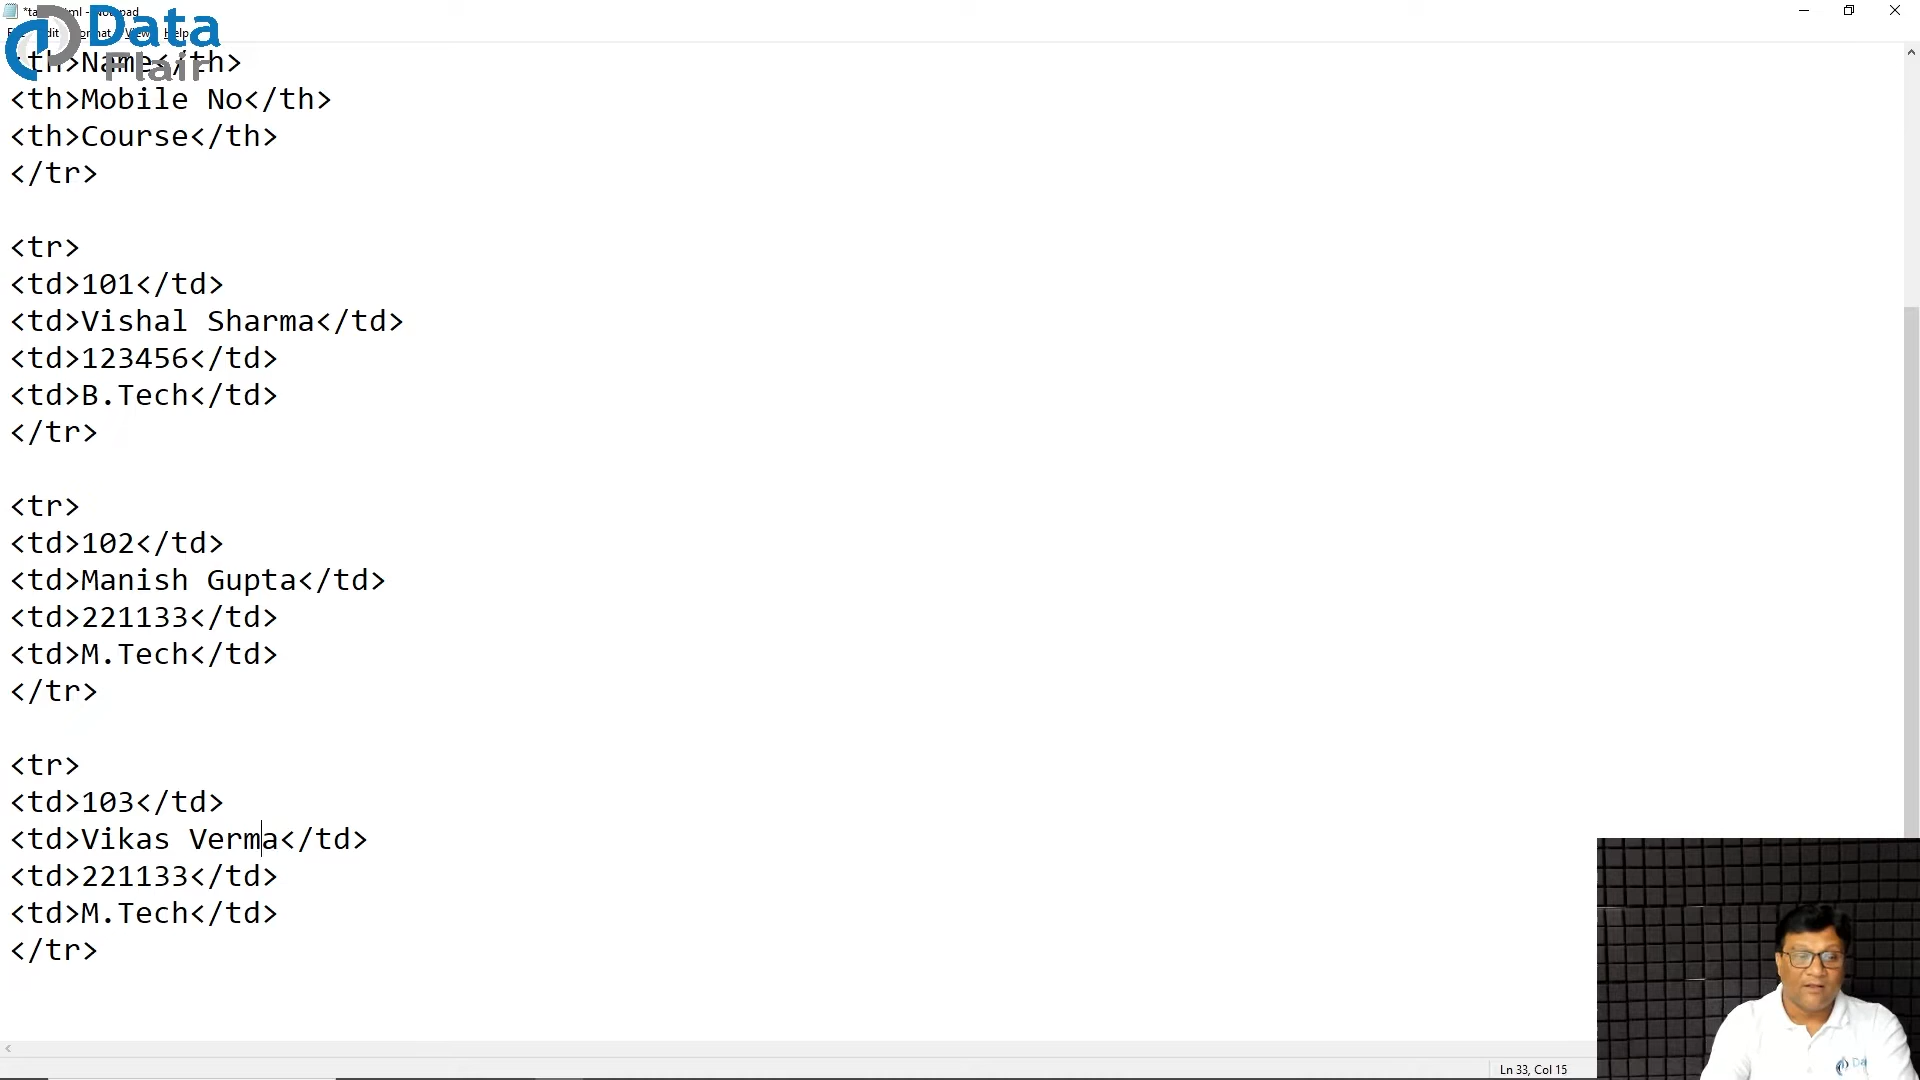 Data
Flair
Help
<th>Name</th>
<th>Mobile No</th>
<th>Course</th>
</tr>
<tr>
<td>101</td>
<td>Vishal Sharma</td>
<td>123456</td>
<td>B.Tech</td>
</tr>
<tr>
<td>102</td>
<td>Manish Gupta</td>
<td>221133</td>
<td>M.Tech</td>
</tr>
<tr>
<td>103</td>
<td>Vikas Verma</td>
<td>221133</td>
<td>M.Tech</td>
</tr>
Ln 33, Col 15